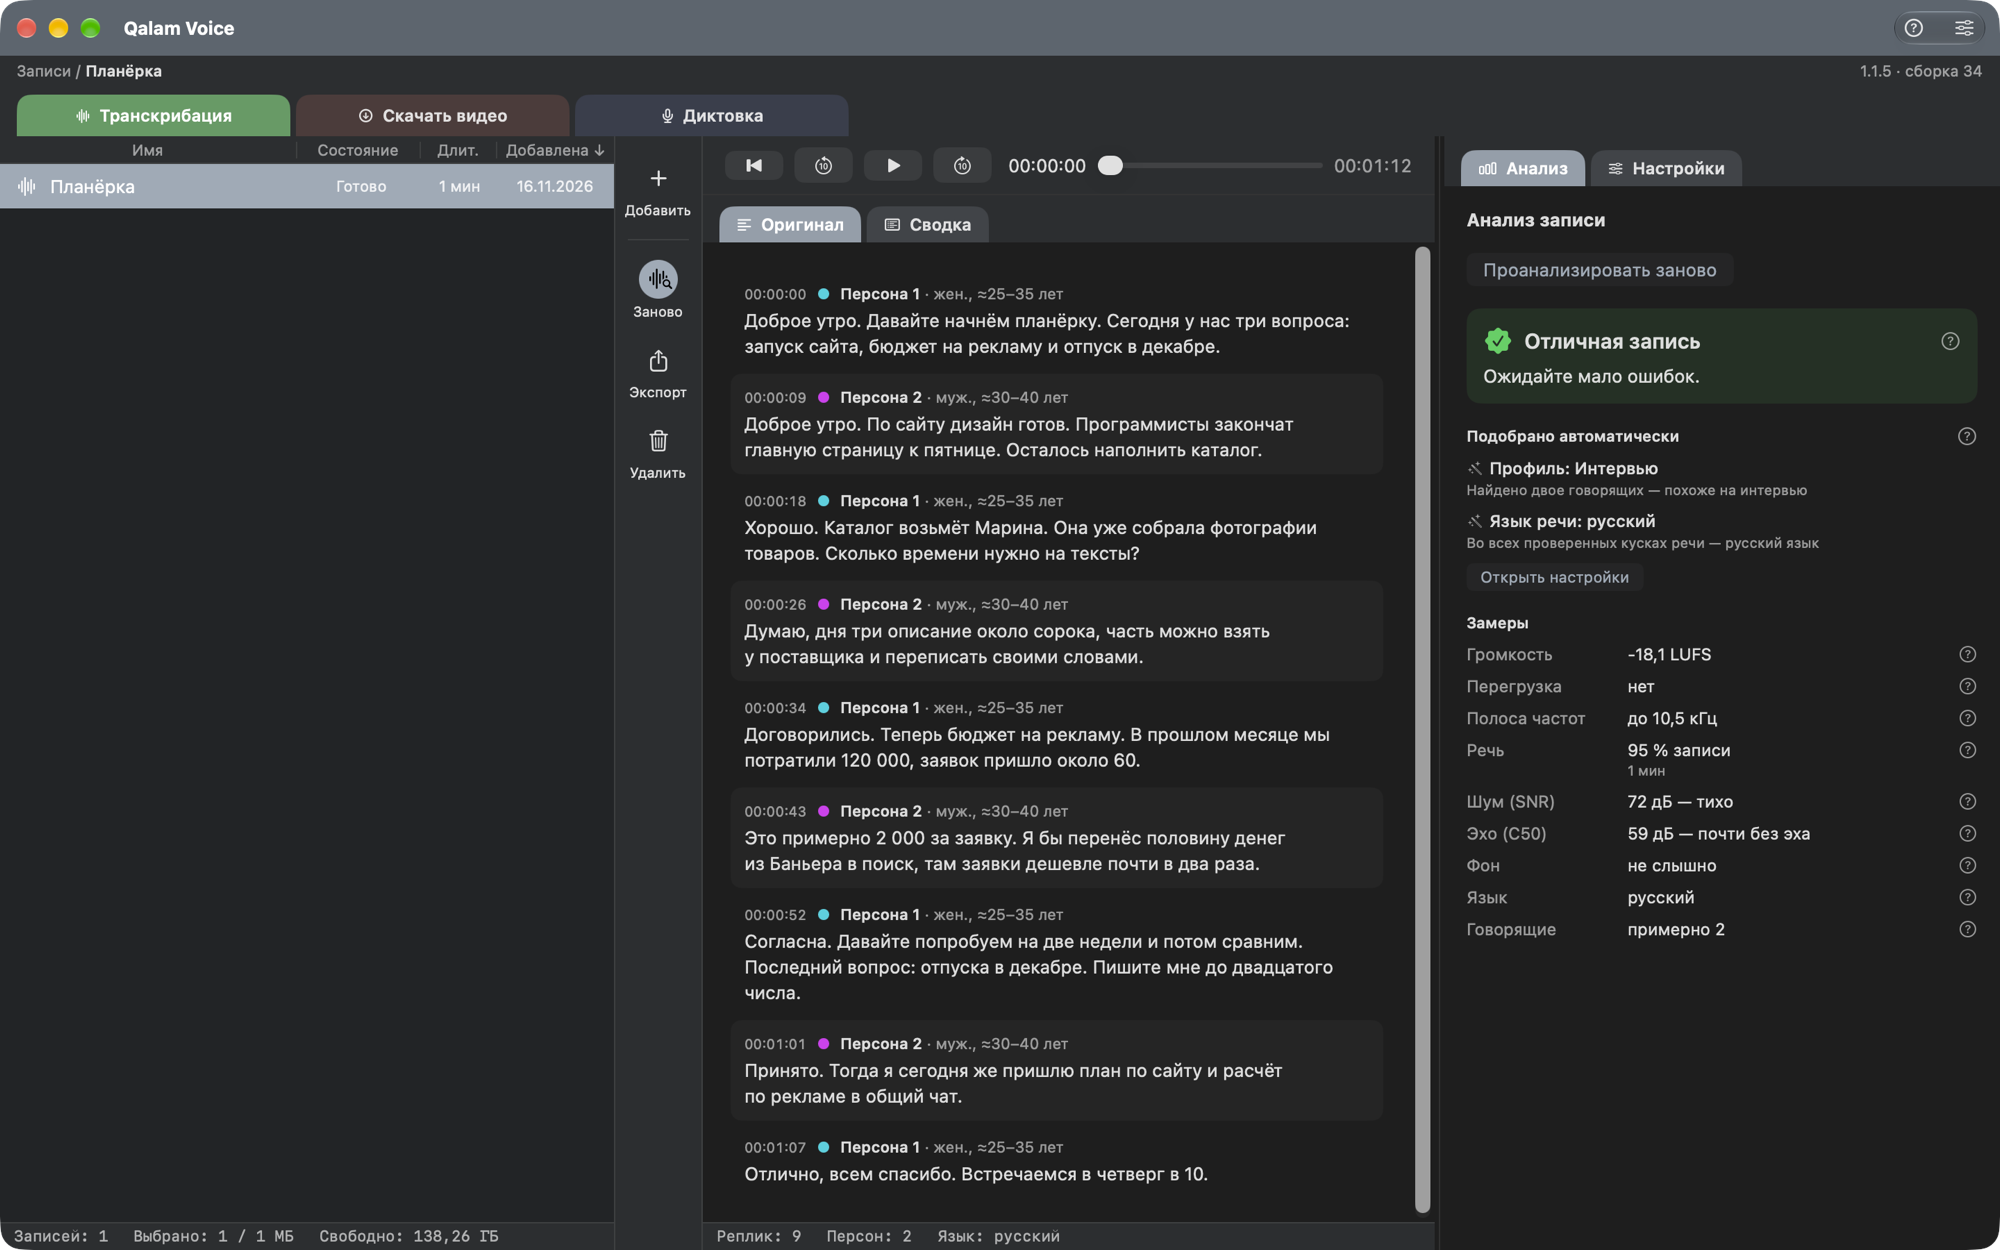 Qalam Voice
Записи / Планёрка
1.1.5 · сборка 34
Транскрибация
Скачать видео
Диктовка
Имя
Состояние
Длит.
Добавлена ↓
Планёрка
Готово
1 мин
16.11.2026
Добавить
Заново
Экспорт
Удалить
10
10
00:00:00
00:01:12
Оригинал
Сводка
00:00:00 Персона 1 · жен., ≈25–35 лет
Доброе утро. Давайте начнём планёрку. Сегодня у нас три вопроса:
запуск сайта, бюджет на рекламу и отпуск в декабре.
00:00:09 Персона 2 · муж., ≈30–40 лет
Доброе утро. По сайту дизайн готов. Программисты закончат
главную страницу к пятнице. Осталось наполнить каталог.
00:00:18 Персона 1 · жен., ≈25–35 лет
Хорошо. Каталог возьмёт Марина. Она уже собрала фотографии
товаров. Сколько времени нужно на тексты?
00:00:26 Персона 2 · муж., ≈30–40 лет
Думаю, дня три описание около сорока, часть можно взять
у поставщика и переписать своими словами.
00:00:34 Персона 1 · жен., ≈25–35 лет
Договорились. Теперь бюджет на рекламу. В прошлом месяце мы
потратили 120 000, заявок пришло около 60.
00:00:43 Персона 2 · муж., ≈30–40 лет
Это примерно 2 000 за заявку. Я бы перенёс половину денег
из Баньера в поиск, там заявки дешевле почти в два раза.
00:00:52 Персона 1 · жен., ≈25–35 лет
Согласна. Давайте попробуем на две недели и потом сравним.
Последний вопрос: отпуска в декабре. Пишите мне до двадцатого
числа.
00:01:01 Персона 2 · муж., ≈30–40 лет
Принято. Тогда я сегодня же пришлю план по сайту и расчёт
по рекламе в общий чат.
00:01:07 Персона 1 · жен., ≈25–35 лет
Отлично, всем спасибо. Встречаемся в четверг в 10.
Анализ
Настройки
Анализ записи
Проанализировать заново
Отличная запись
Ожидайте мало ошибок.
Подобрано автоматически
Профиль: Интервью
Найдено двое говорящих — похоже на интервью
Язык речи: русский
Во всех проверенных кусках речи — русский язык
Открыть настройки
Замеры
Громкость -18,1 LUFS
Перегрузка нет
Полоса частот до 10,5 кГц
Речь 95 % записи
1 мин
Шум (SNR) 72 дБ — тихо
Эхо (C50) 59 дБ — почти без эха
Фон не слышно
Язык русский
Говорящие примерно 2
Записей: 1 Выбрано: 1 / 1 МБ Свободно: 138,26 ГБ
Реплик: 9 Персон: 2 Язык: русский